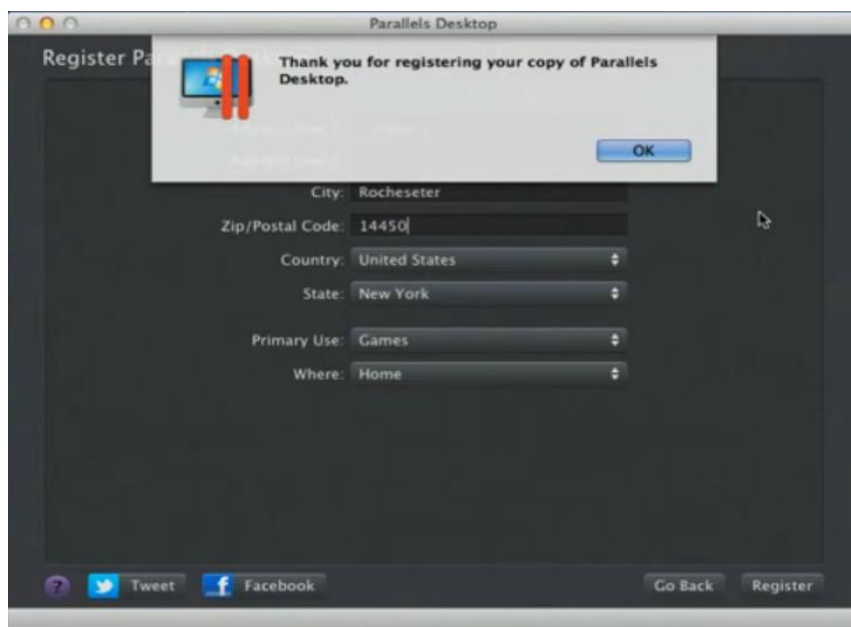 Parallels Desktop
Register Pa
Thank you for registering your copy of Parallels
Desktop.
OK
City: Rocheseter
Zip/Postal Code: 14450
Country: United States
State: New York
Primary Use: Games
Where: Home
? Tweet Facebook Go Back Register